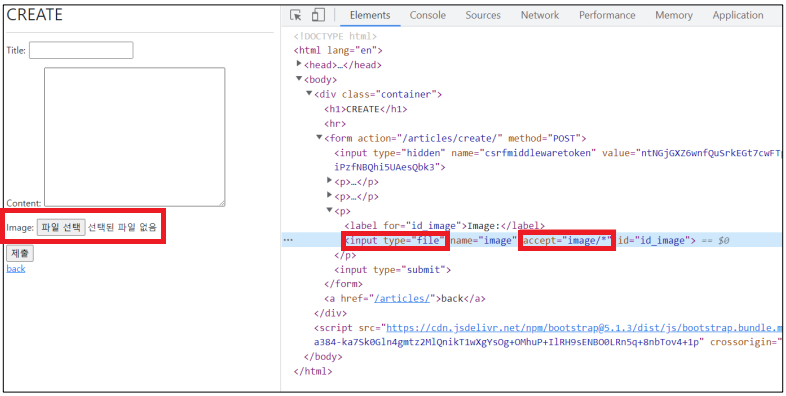 CREATE
Title:
Content:
Image: 파일 선택 선택된 파일 없음
제출
back
Elements Console Sources Network Performance Memory Application
<!DOCTYPE html>
<html lang="en">
<head>…</head>
<body>
<div class="container">
<h1>CREATE</h1>
<hr>
<form action="/articles/create/" method="POST">
<input type="hidden" name="csrfmiddlewaretoken" value="ntNGjGXZ6wnfQuSrkEGt7cwFTp
iPzfNBQhi5UAesQbk3">
<p>…</p>
<p>…</p>
<p>
<label for="id_image">Image:</label>
<input type="file" name="image" accept="image/*" id="id_image"> == $0
</p>
<input type="submit">
</form>
<a href="/articles/">back</a>
</div>
<script src="https://cdn.jsdelivr.net/npm/bootstrap@5.1.3/dist/js/bootstrap.bundle.m
a384-ka7Sk0Gln4gmtz2MlQnikT1wXgYsOg+OMhuP+IlRH9sENBO0LRn5q+8nbTov4+1p" crossorigin="
</body>
</html>